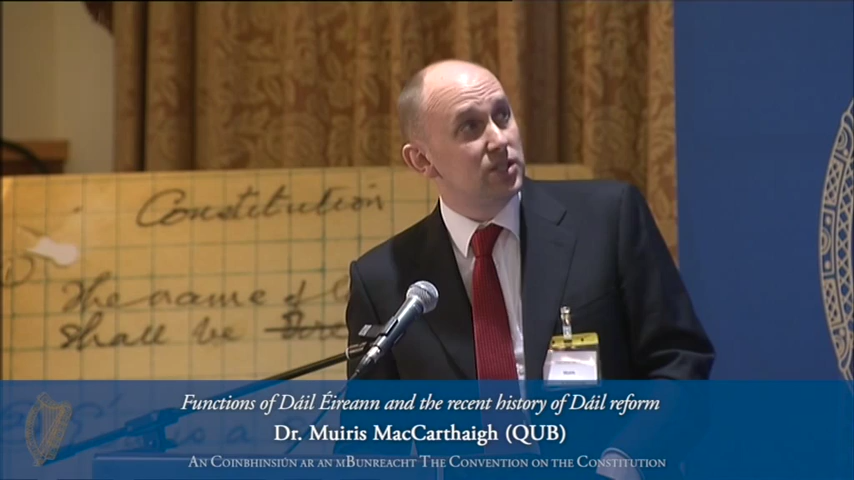 Constitution
The name of
shall be
Functions of Dáil Éireann and the recent history of Dáil reform
Dr. Muiris MacCarthaigh (QUB)
An Coinbhinsiún ar an mBunreacht The Convention on the Constitution